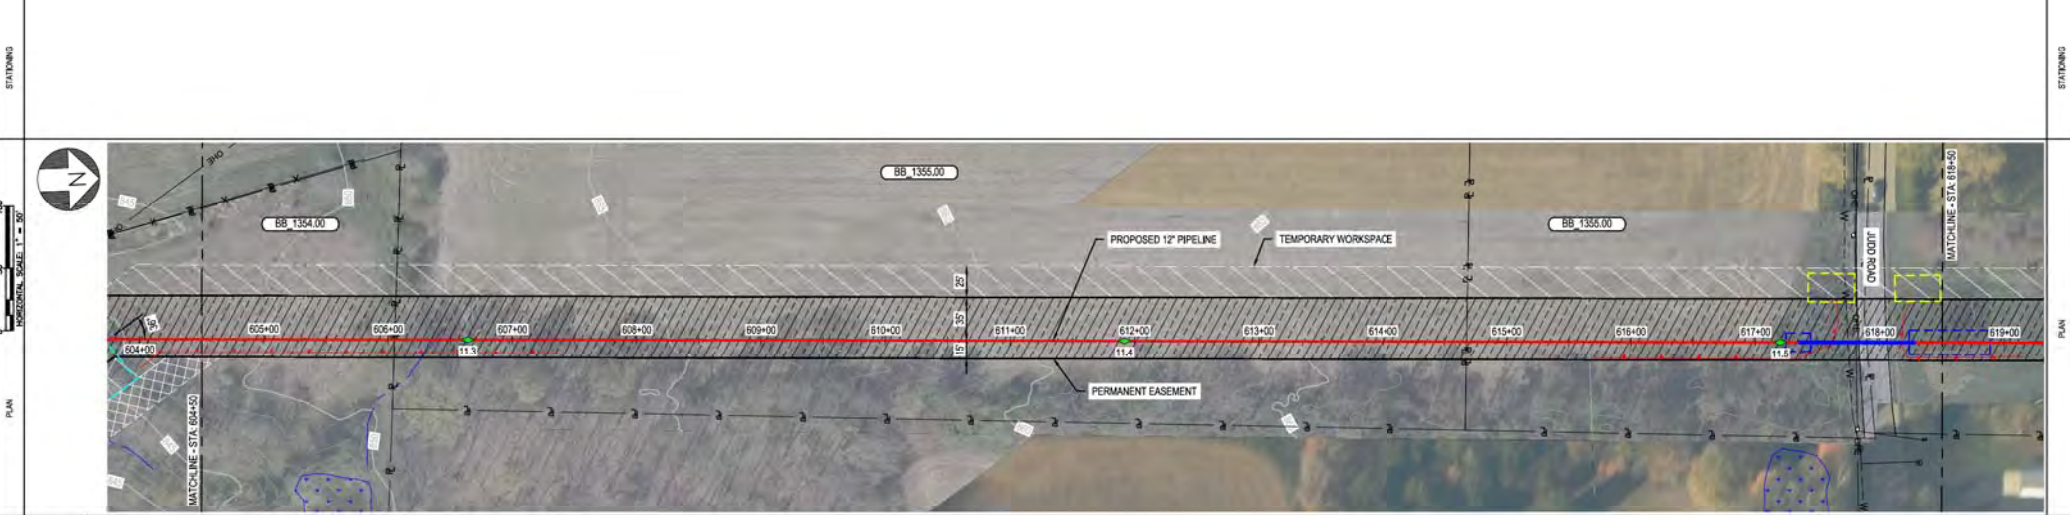 STATIONING
STATIONING
N
HORIZONTAL SCALE: 1" = 50'
OHE
BB_1354.00
BB_1355.00
BB_1355.00
PROPOSED 12" PIPELINE
TEMPORARY WORKSPACE
JUDD ROAD
MATCHLINE - STA: 618+50
25'
35'
15'
604+00
605+00
606+00
607+00
608+00
609+00
610+00
611+00
612+00
613+00
614+00
615+00
616+00
617+00
618+00
619+00
11.3
11.4
11.5
PERMANENT EASEMENT
MATCHLINE - STA: 604+50
PLAN
PLAN
PLAN